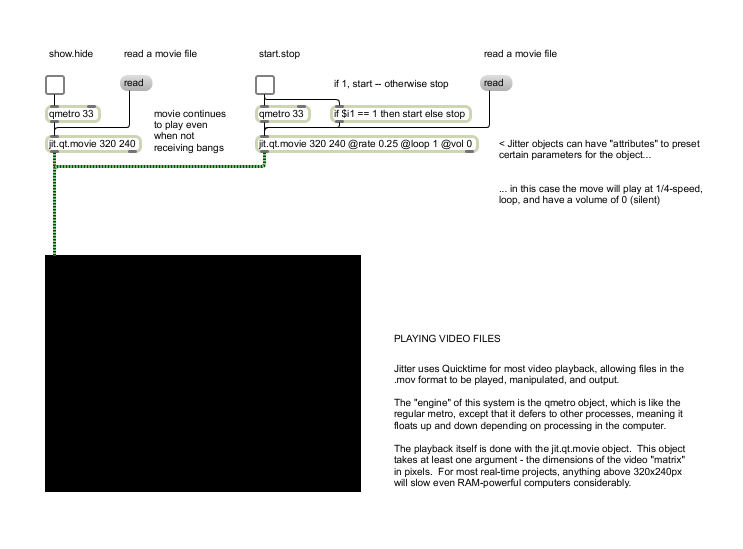 show.hide
read a movie file
start.stop
read a movie file
read
if 1, start -- otherwise stop
read
qmetro 33
movie continues
to play even
when not
receiving bangs
qmetro 33
if $i1 == 1 then start else stop
jit.qt.movie 320 240
jit.qt.movie 320 240 @rate 0.25 @loop 1 @vol 0
< Jitter objects can have "attributes" to preset
certain parameters for the object...
... in this case the move will play at 1/4-speed,
loop, and have a volume of 0 (silent)
PLAYING VIDEO FILES
Jitter uses Quicktime for most video playback, allowing files in the
.mov format to be played, manipulated, and output.
The "engine" of this system is the qmetro object, which is like the
regular metro, except that it defers to other processes, meaning it
floats up and down depending on processing in the computer.
The playback itself is done with the jit.qt.movie object. This object
takes at least one argument - the dimensions of the video "matrix"
in pixels. For most real-time projects, anything above 320x240px
will slow even RAM-powerful computers considerably.